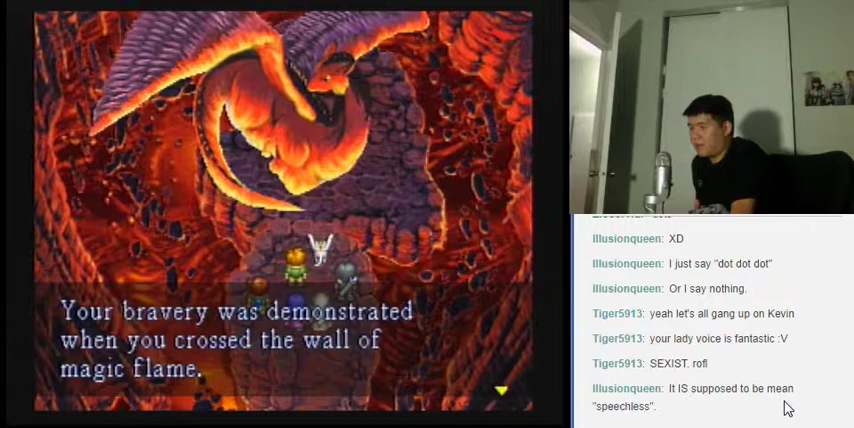 Your bravery was demonstrated
when you crossed the wall of
magic flame.
Illusionqueen: XD
Illusionqueen: I just say "dot dot dot"
Illusionqueen: Or I say nothing.
Tiger5913: yeah let's all gang up on Kevin
Tiger5913: your lady voice is fantastic :V
Tiger5913: SEXIST. rofl
Illusionqueen: It IS supposed to be mean
"speechless".